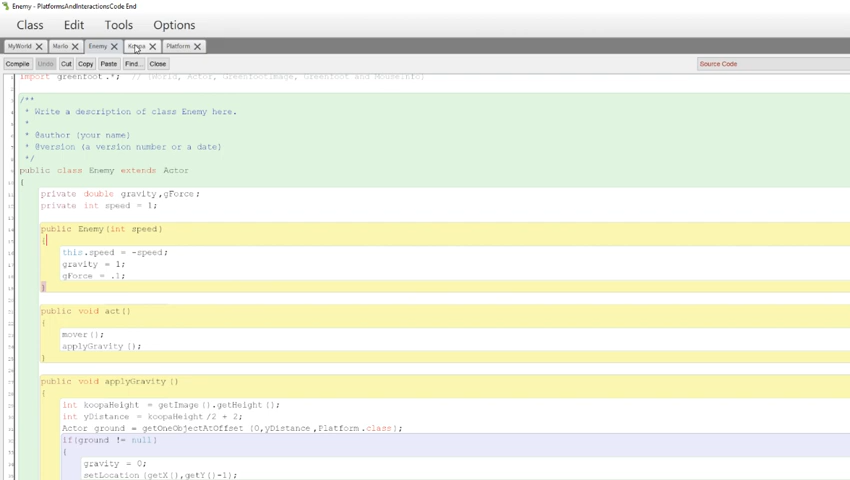 Enemy - PlatformsAndInteractionsCode End
Class Edit Tools Options
MyWorld Mario Enemy Koopa Platform
Compile Undo Cut Copy Paste Find... Close Source Code
import greenfoot.*; // (World, Actor, GreenfootImage, Greenfoot and MouseInfo)
/**
* Write a description of class Enemy here.
*
* @author (your name)
* @version (a version number or a date)
*/
public class Enemy extends Actor
{
private double gravity,gForce;
private int speed = 1;
public Enemy(int speed)
{
this.speed = -speed;
gravity = 1;
gForce = .1;
}
public void act()
{
mover();
applyGravity();
}
public void applyGravity()
{
int koopaHeight = getImage().getHeight();
int yDistance = koopaHeight/2 + 2;
Actor ground = getOneObjectAtOffset (0,yDistance,Platform.class);
if(ground != null)
{
gravity = 0;
setLocation(getX(),getY()-1);